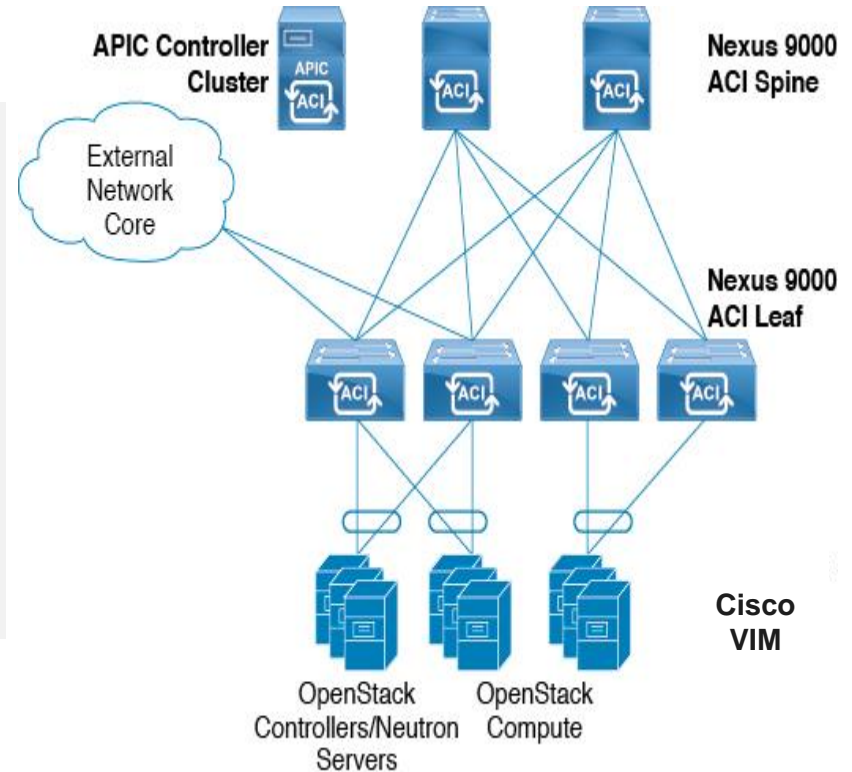 APIC Controller
Cluster
APIC
ACI
ACI
ACI
Nexus 9000
ACI Spine
External
Network
Core
Nexus 9000
ACI Leaf
ACI
ACI
ACI
ACI
Cisco
VIM
OpenStack
Controllers/Neutron
Servers
OpenStack
Compute